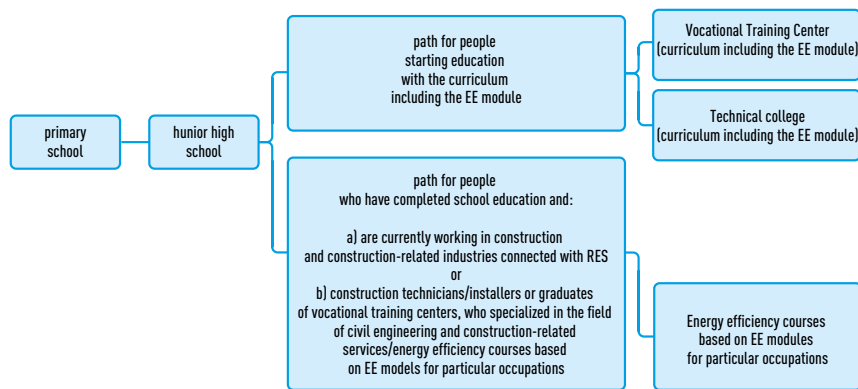 primary
school
hunior high
school
path for people
starting education
with the curriculum
including the EE module
Vocational Training Center
(curriculum including the EE module)
Technical college
(curriculum including the EE module)
path for people
who have completed school education and:
a) are currently working in construction
and construction-related industries connected with RES
or
b) construction technicians/installers or graduates
of vocational training centers, who specialized in the field
of civil engineering and construction-related
services/energy efficiency courses based
on EE models for particular occupations
Energy efficiency courses
based on EE modules
for particular occupations